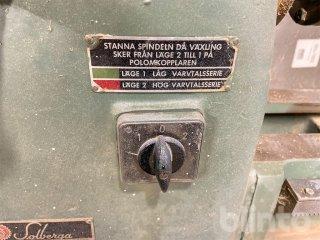 STANNA SPINDELN DÅ VÄXLING
SKER FRÅN LÄGE 2 TILL 1 PÅ
POLOMKOPPLAREN
LÄGE 1 LÅG VARVTALSSERIE
LÄGE 2 HÖG VARVTALSSERIE
1 0 2
Solberga
blinto